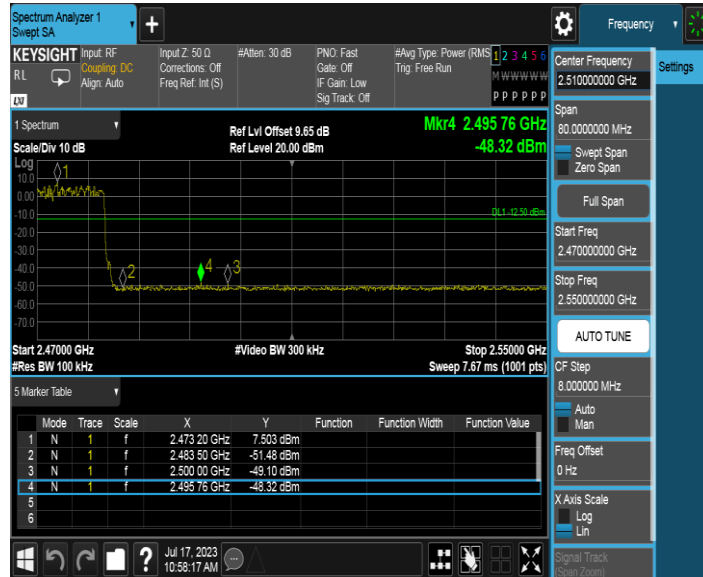 Spectrum Analyzer 1
Swept SA
+
Frequency
KEYSIGHT
RL
LXI
Input: RF
Coupling: DC
Align: Auto
Input Z: 50 Ω
Corrections: Off
Freq Ref: Int (S)
#Atten: 30 dB
PNO: Fast
Gate: Off
IF Gain: Low
Sig Track: Off
#Avg Type: Power (RMS
Trig: Free Run
1 2 3 4 5 6
M W W W W W
P P P P P P
1 Spectrum
Scale/Div 10 dB
Ref Lvl Offset 9.65 dB
Ref Level 20.00 dBm
Mkr4 2.495 76 GHz
-48.32 dBm
Log
10.0
0.00
-10.0
-20.0
-30.0
-40.0
-50.0
-60.0
-70.0
1
2
4
3
DL1 -12.50 dBm
Start 2.47000 GHz
#Res BW 100 kHz
#Video BW 300 kHz
Stop 2.55000 GHz
Sweep 7.67 ms (1001 pts)
5 Marker Table
Mode Trace Scale X Y Function Function Width Function Value
1 N 1 f 2.473 20 GHz 7.503 dBm
2 N 1 f 2.483 50 GHz -51.48 dBm
3 N 1 f 2.500 00 GHz -49.10 dBm
4 N 1 f 2.495 76 GHz -48.32 dBm
5
6
?
Jul 17, 2023
10:58:17 AM
Center Frequency
2.510000000 GHz
Settings
Span
80.0000000 MHz
Swept Span
Zero Span
Full Span
Start Freq
2.470000000 GHz
Stop Freq
2.550000000 GHz
AUTO TUNE
CF Step
8.000000 MHz
Auto
Man
Freq Offset
0 Hz
X Axis Scale
Log
Lin
Signal Track
(Span Zoom)